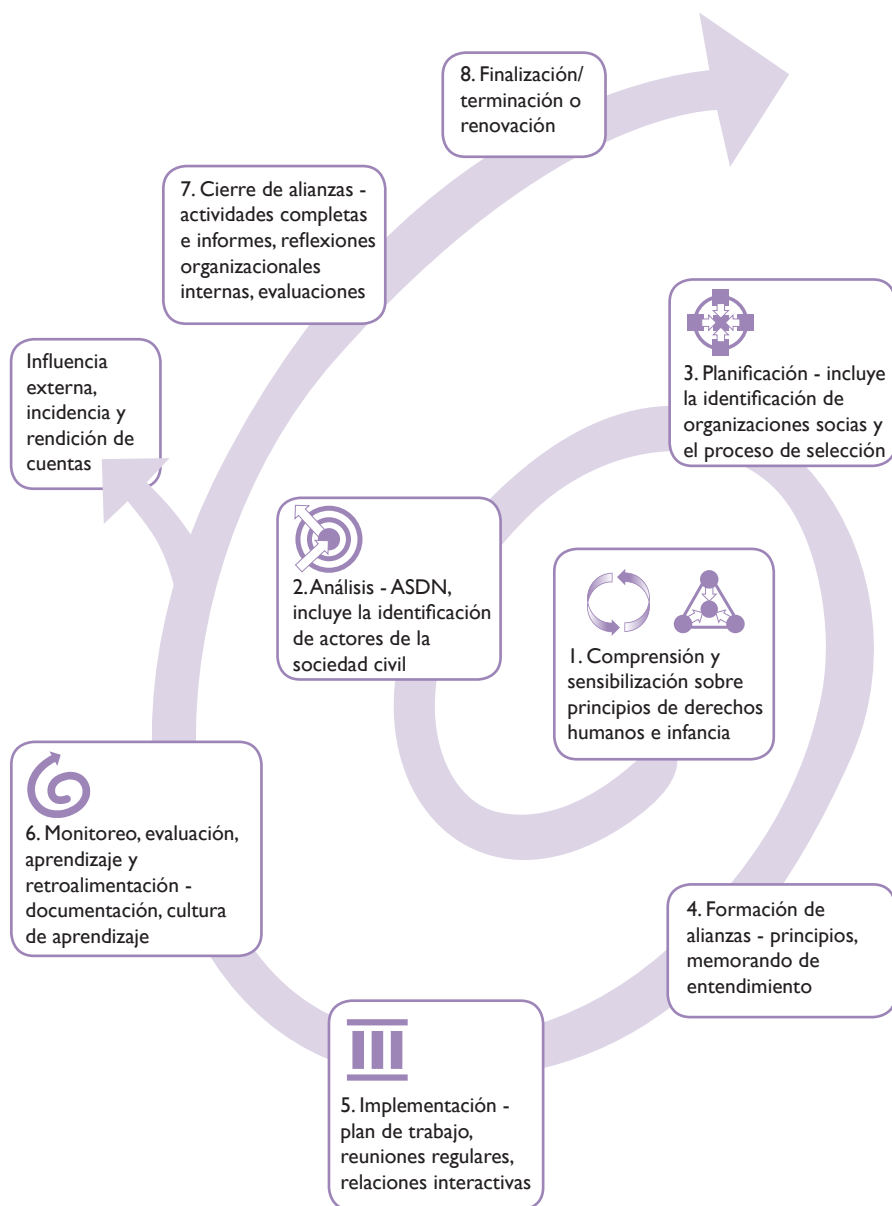 8. Finalización/
terminación o
renovación
7. Cierre de alianzas -
actividades completas
e informes, reflexiones
organizacionales
internas, evaluaciones
Influencia
externa,
incidencia y
rendición de
cuentas
3. Planificación - incluye
la identificación de
organizaciones socias y
el proceso de selección
2. Análisis - ASDN,
incluye la identificación
de actores de la
sociedad civil
1. Comprensión y
sensibilización sobre
principios de derechos
humanos e infancia
6. Monitoreo, evaluación,
aprendizaje y
retroalimentación -
documentación, cultura
de aprendizaje
4. Formación de
alianzas - principios,
memorando de
entendimiento
5. Implementación -
plan de trabajo,
reuniones regulares,
relaciones interactivas